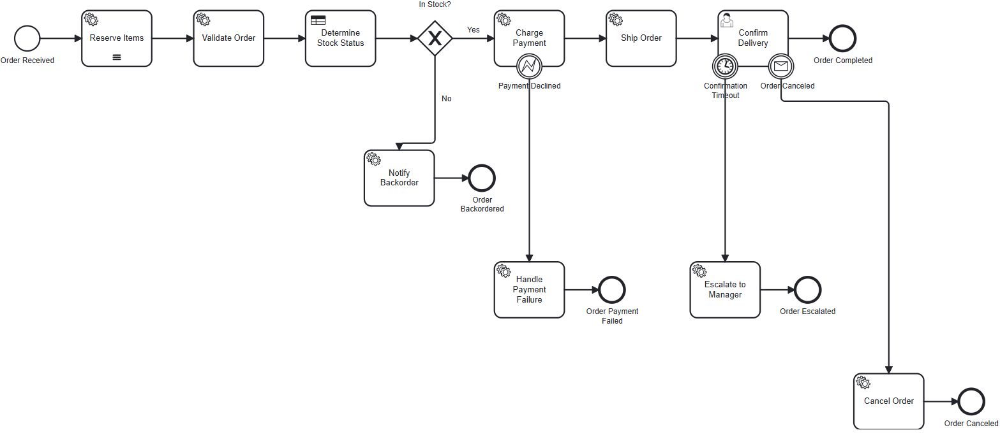 In Stock?
Order Received
Reserve Items
Validate Order
Determine
Stock Status
Yes
Charge
Payment
Ship Order
Confirm
Delivery
Order Completed
Payment Declined
Confirmation
Timeout
Order Canceled
No
Notify
Backorder
Order
Backordered
Handle
Payment
Failure
Order Payment
Failed
Escalate to
Manager
Order Escalated
Cancel Order
Order Canceled